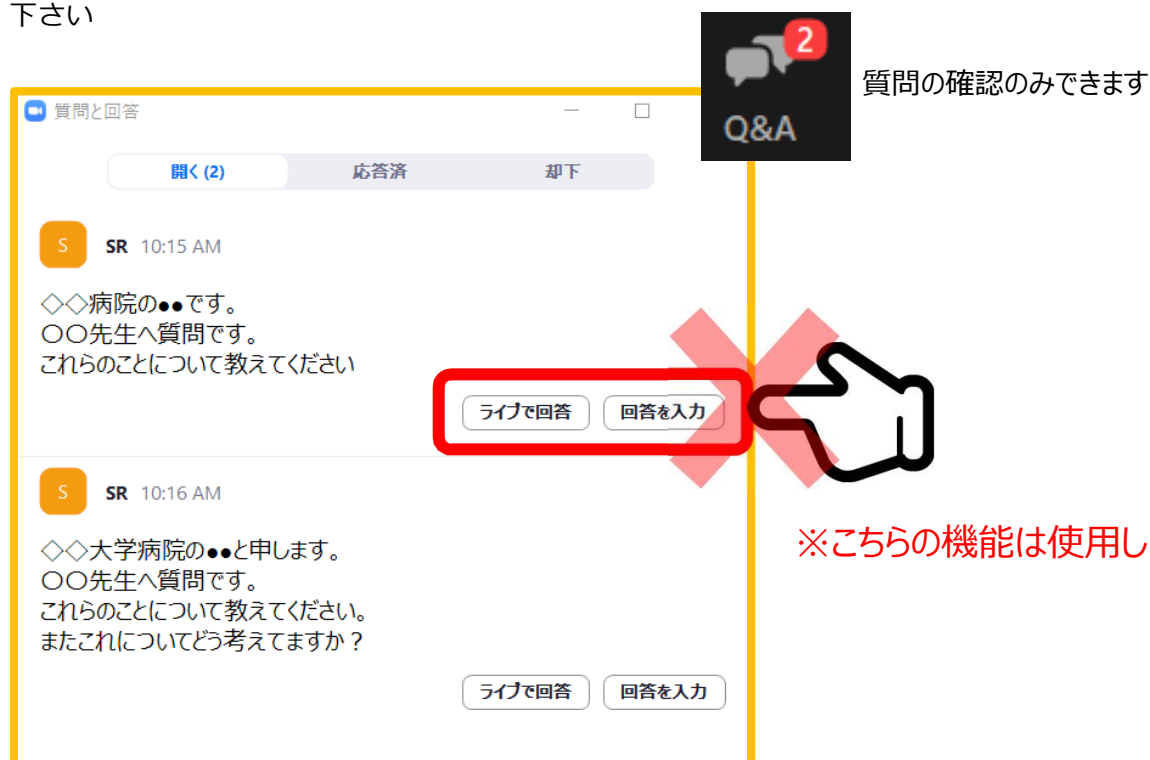 下さい
2
Q&A
質問の確認のみできます
質問と回答
開く(2) 応答済 却下
S SR 10:15 AM
◇◇病院の●●です。
〇〇先生へ質問です。
これらのことについて教えてください
ライブで回答 回答を入力
S SR 10:16 AM
◇◇大学病院の●●と申します。
〇〇先生へ質問です。
これらのことについて教えてください。
またこれについてどう考えてますか？
ライブで回答 回答を入力
※こちらの機能は使用し